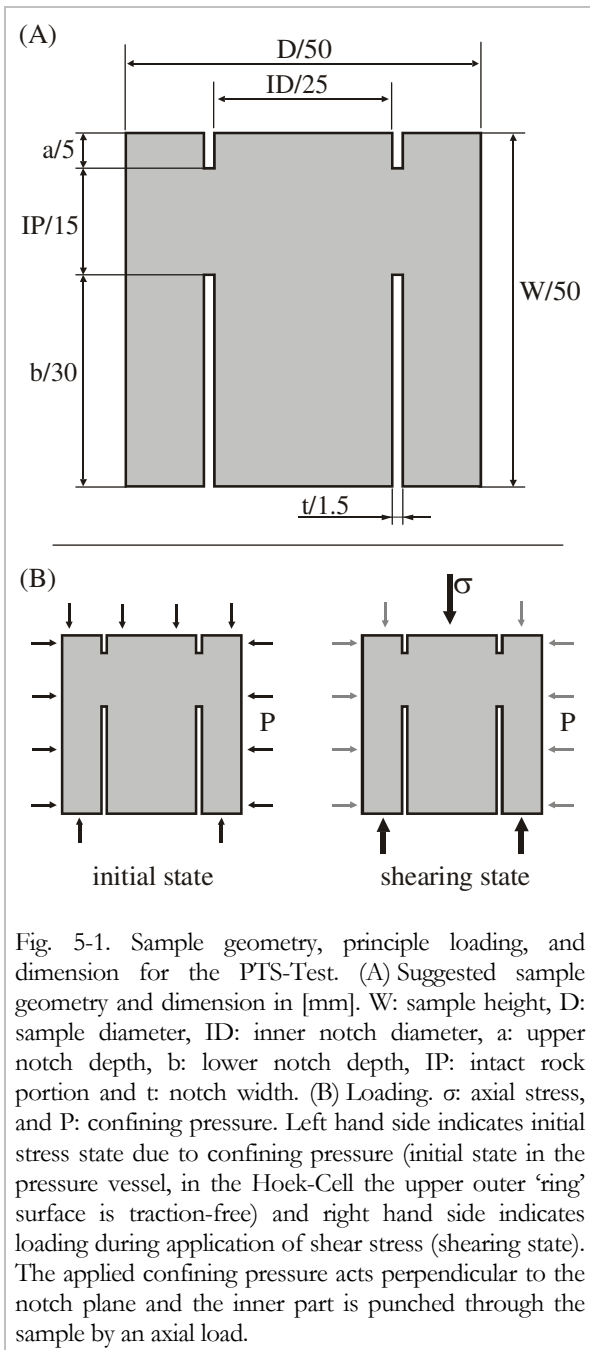 (A)
D/50
ID/25
a/5
IP/15
W/50
b/30
t/1.5
(B)
σ
P
P
initial state
shearing state
Fig. 5-1. Sample geometry, principle loading, and
dimension for the PTS-Test. (A) Suggested sample
geometry and dimension in [mm]. W: sample height, D:
sample diameter, ID: inner notch diameter, a: upper
notch depth, b: lower notch depth, IP: intact rock
portion and t: notch width. (B) Loading. σ: axial stress,
and P: confining pressure. Left hand side indicates initial
stress state due to confining pressure (initial state in the
pressure vessel, in the Hoek-Cell the upper outer ‘ring’
surface is traction-free) and right hand side indicates
loading during application of shear stress (shearing state).
The applied confining pressure acts perpendicular to the
notch plane and the inner part is punched through the
sample by an axial load.